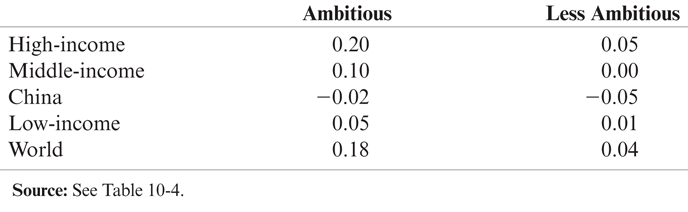 Ambitious Less Ambitious
High-income 0.20 0.05
Middle-income 0.10 0.00
China −0.02 −0.05
Low-income 0.05 0.01
World 0.18 0.04
Source: See Table 10-4.